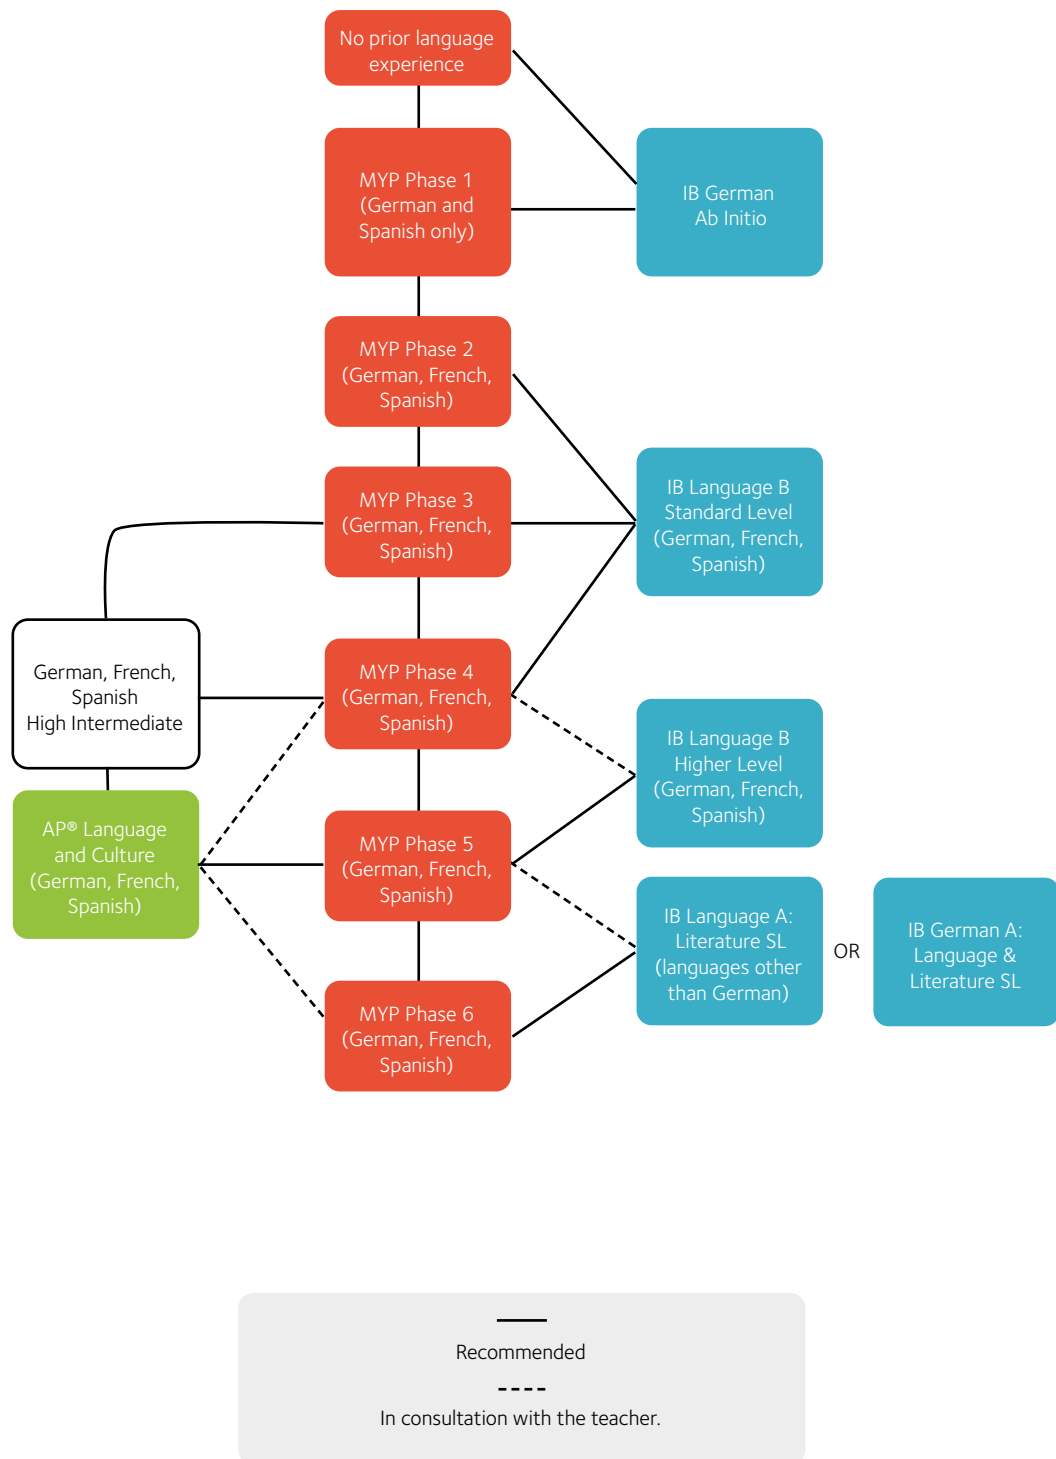 No prior language
experience
MYP Phase 1
(German and
Spanish only)
IB German
Ab Initio
MYP Phase 2
(German, French,
Spanish)
MYP Phase 3
(German, French,
Spanish)
IB Language B
Standard Level
(German, French,
Spanish)
German, French,
Spanish
High Intermediate
MYP Phase 4
(German, French,
Spanish)
IB Language B
Higher Level
(German, French,
Spanish)
AP® Language
and Culture
(German, French,
Spanish)
MYP Phase 5
(German, French,
Spanish)
IB Language A:
Literature SL
(languages other
than German)
OR
IB German A:
Language &
Literature SL
MYP Phase 6
(German, French,
Spanish)
Recommended
In consultation with the teacher.